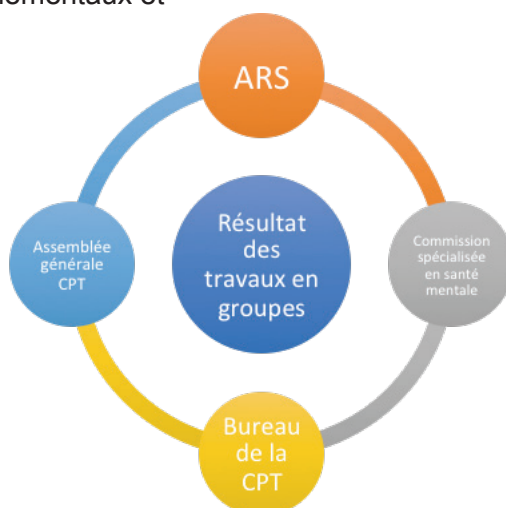 ARS
Résultat
des
travaux en
groupes
Assemblée
générale
CPT
Commission
spécialisée
en santé
mentale
Bureau
de la
CPT